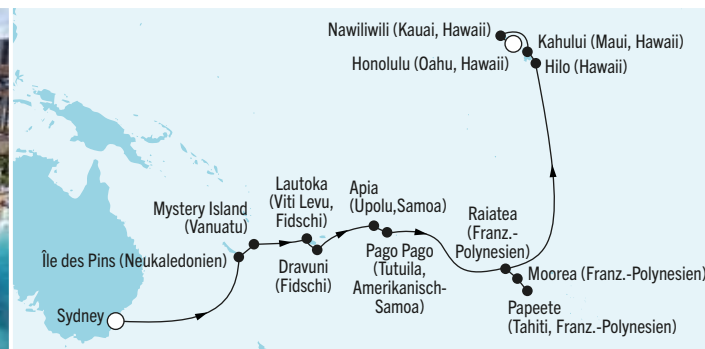 Nawiliwili (Kauai, Hawaii)
Kahului (Maui, Hawaii)
Honolulu (Oahu, Hawaii)
Hilo (Hawaii)
Lautoka
(Viti Levu,
Fidschi)
Apia
(Upolu,Samoa)
Mystery Island
(Vanuatu)
Raiatea
(Franz.-
Polynesien)
Île des Pins (Neukaledonien)
Dravuni
(Fidschi)
Pago Pago
(Tutuila,
Amerikanisch-
Samoa)
Moorea (Franz.-Polynesien)
Papeete
(Tahiti, Franz.-Polynesien)
Sydney